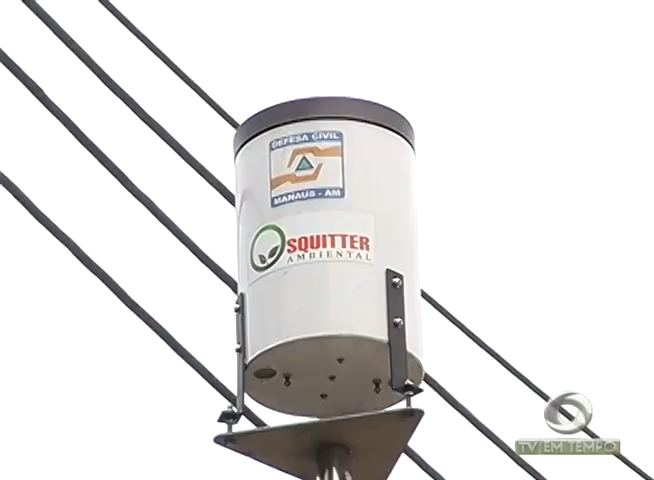 DEFESA CIVIL
MANAUS - AM
SQUITTER
AMBIENTAL
TV EM TEMPO